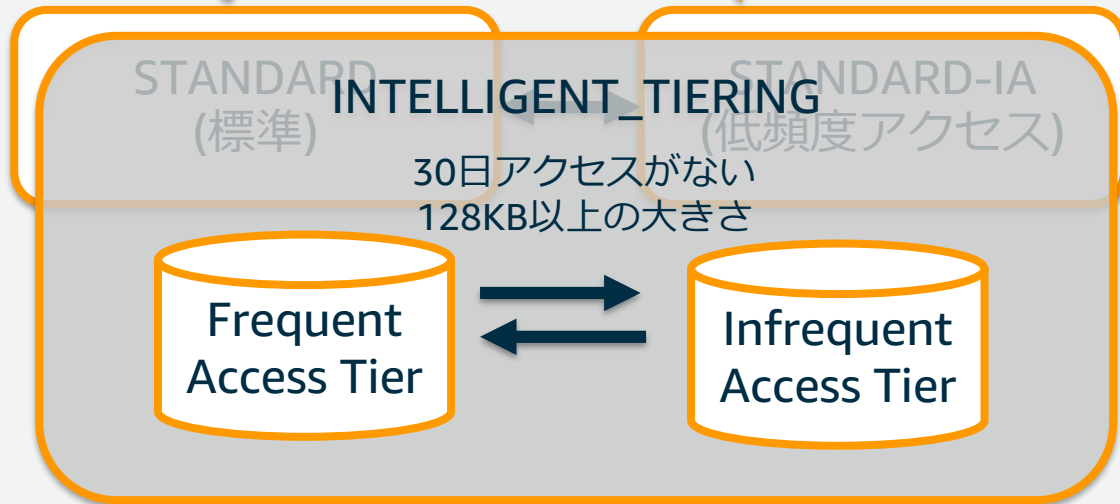 STANDARD
(標準)
STANDARD-IA
(低頻度アクセス)
INTELLIGENT_TIERING
30日アクセスがない
128KB以上の大きさ
Frequent
Access Tier
Infrequent
Access Tier